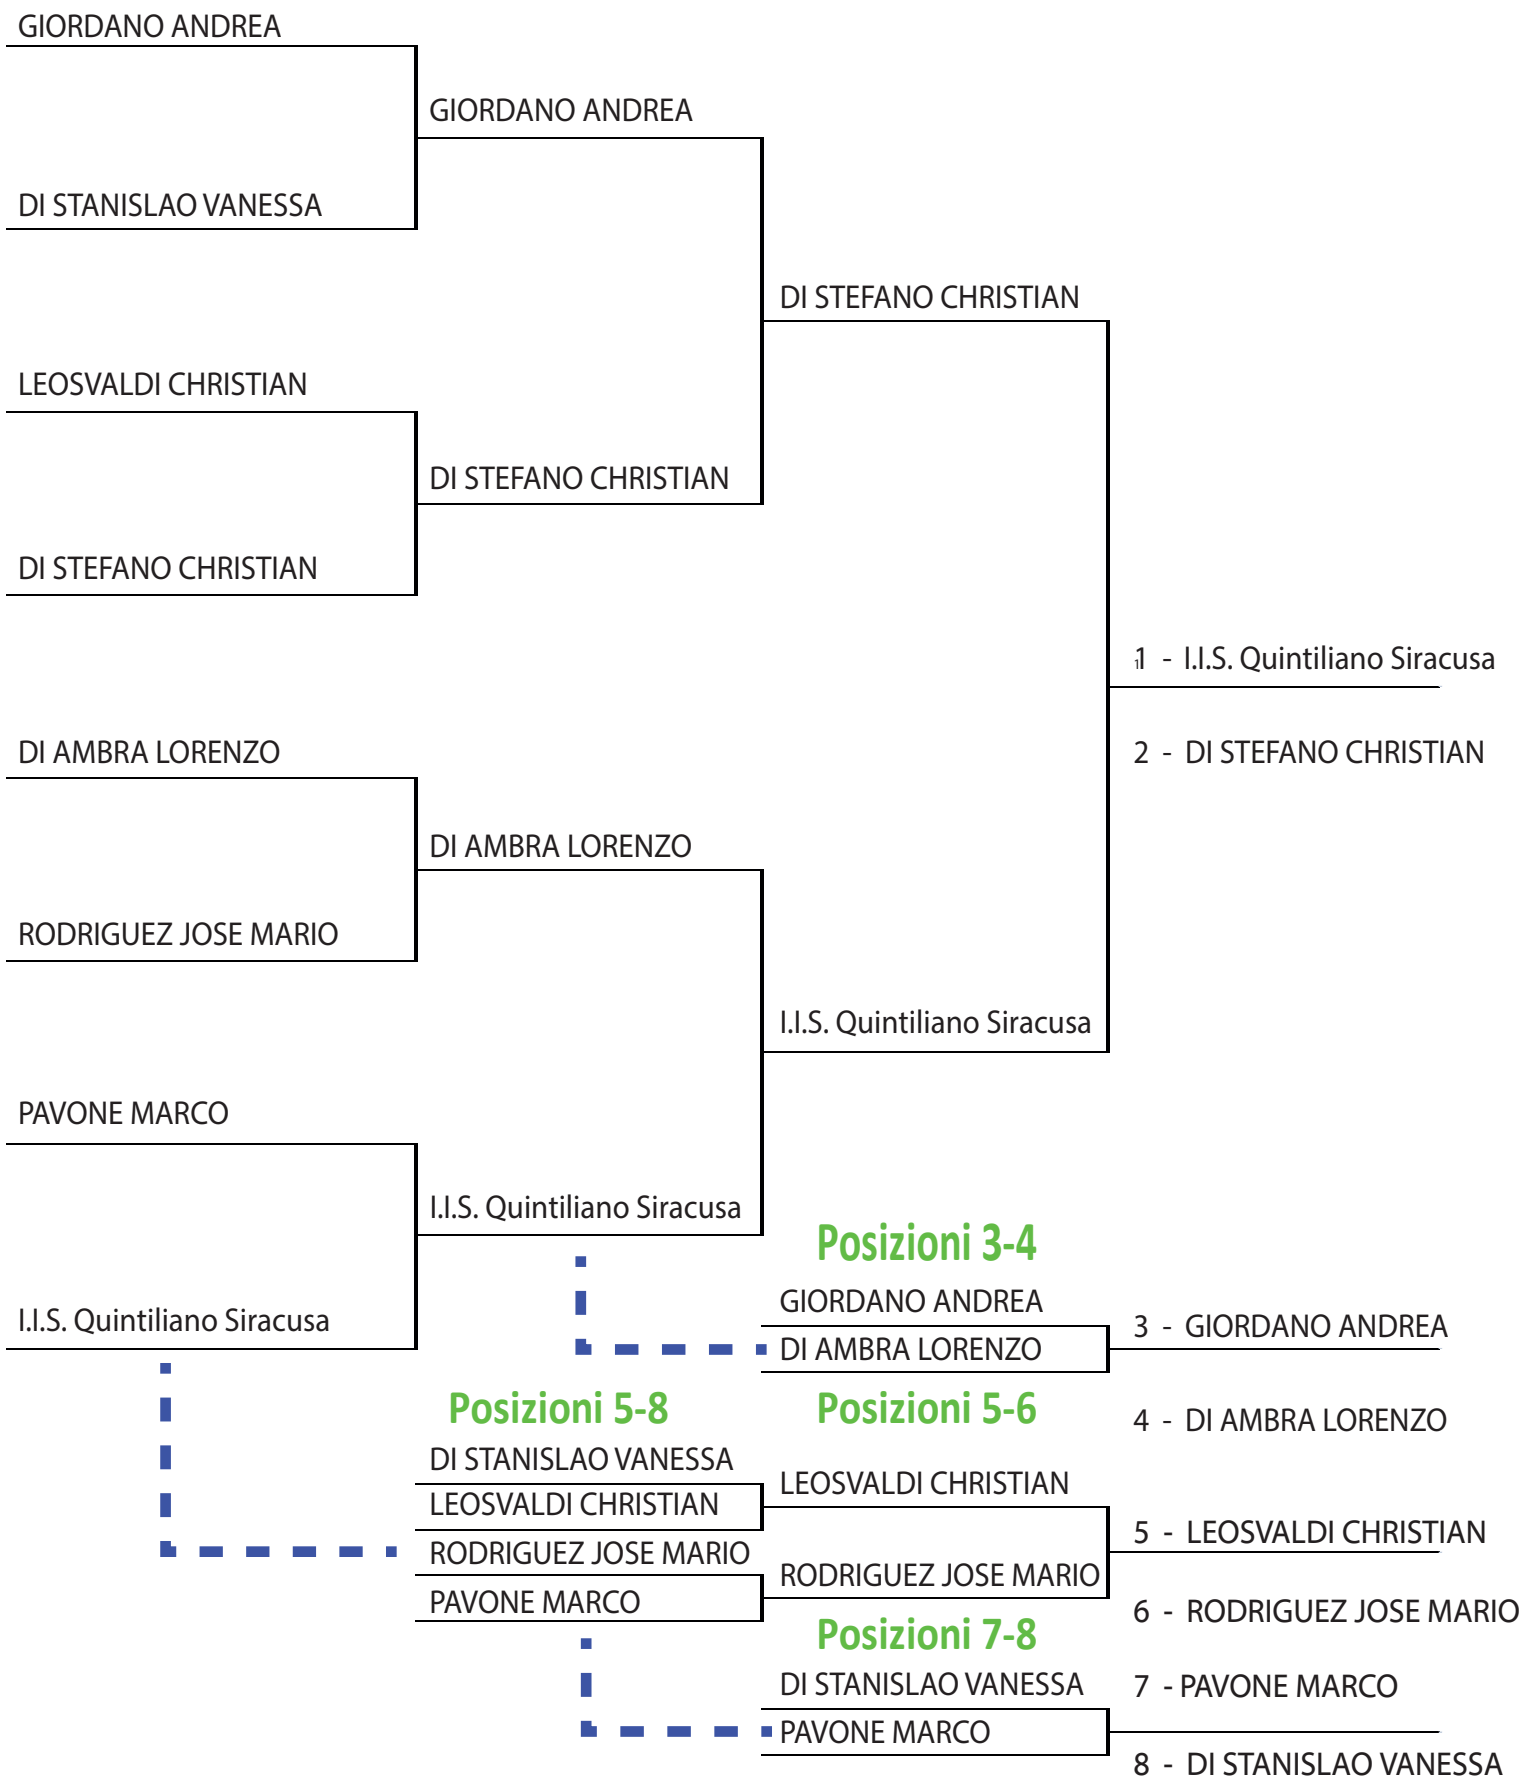 GIORDANO ANDREA
GIORDANO ANDREA
DI STANISLAO VANESSA
DI STEFANO CHRISTIAN
LEOSVALDI CHRISTIAN
DI STEFANO CHRISTIAN
DI STEFANO CHRISTIAN
1 - I.I.S. Quintiliano Siracusa
2 - DI STEFANO CHRISTIAN
DI AMBRA LORENZO
DI AMBRA LORENZO
RODRIGUEZ JOSE MARIO
I.I.S. Quintiliano Siracusa
PAVONE MARCO
I.I.S. Quintiliano Siracusa
I.I.S. Quintiliano Siracusa
Posizioni 3-4
GIORDANO ANDREA
DI AMBRA LORENZO
3 - GIORDANO ANDREA
4 - DI AMBRA LORENZO
Posizioni 5-8
DI STANISLAO VANESSA
LEOSVALDI CHRISTIAN
RODRIGUEZ JOSE MARIO
PAVONE MARCO
Posizioni 5-6
LEOSVALDI CHRISTIAN
RODRIGUEZ JOSE MARIO
5 - LEOSVALDI CHRISTIAN
6 - RODRIGUEZ JOSE MARIO
Posizioni 7-8
DI STANISLAO VANESSA
PAVONE MARCO
7 - PAVONE MARCO
8 - DI STANISLAO VANESSA